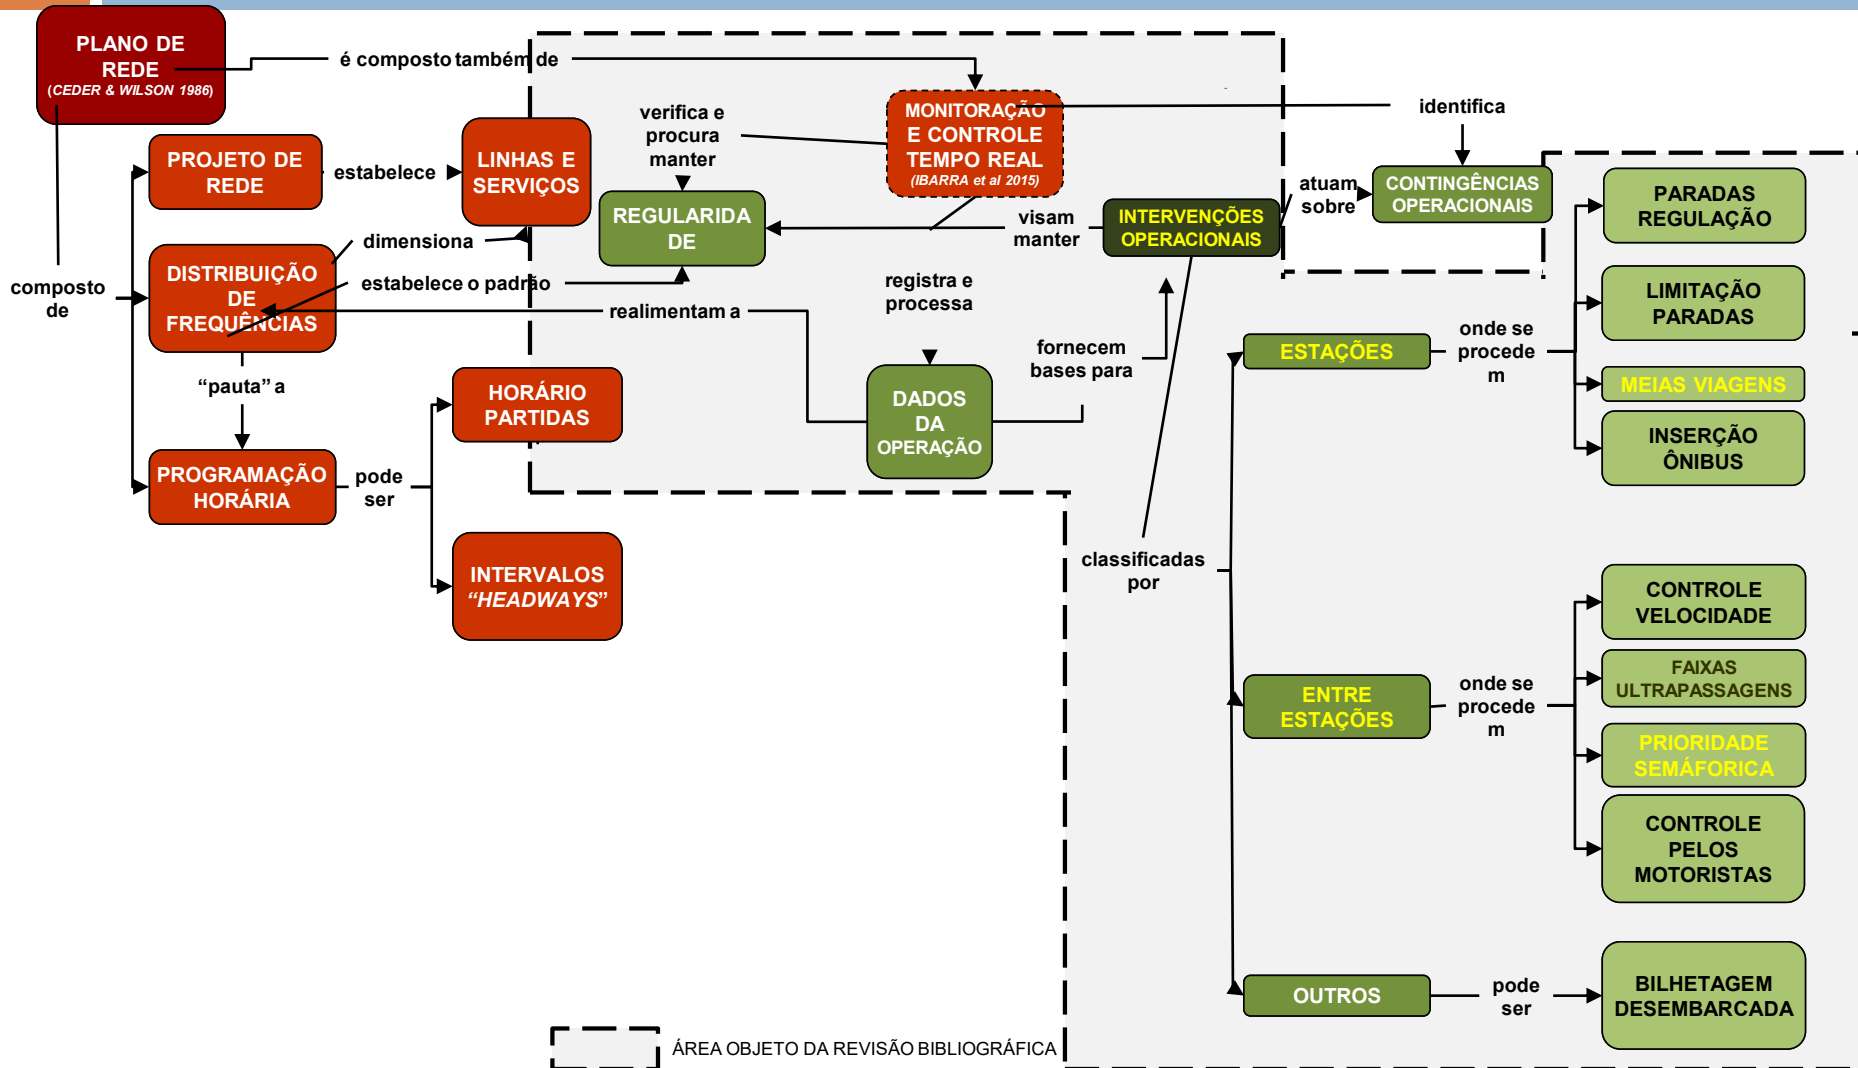 PLANO DE
REDE
(CEDER & WILSON 1986)
é composto também de
MONITORAÇÃO
E CONTROLE
TEMPO REAL
(IBARRA et al 2015)
identifica
verifica e
procura
manter
PROJETO DE
REDE
estabelece
LINHAS E
SERVIÇOS
REGULARIDA
DE
visam
manter
INTERVENÇÕES
OPERACIONAIS
atuam
sobre
CONTINGÊNCIAS
OPERACIONAIS
PARADAS
REGULAÇÃO
dimensiona
composto
de
DISTRIBUIÇÃO
DE
FREQUÊNCIAS
estabelece o padrão
realimentam a
registra e
processa
LIMITAÇÃO
PARADAS
fornecem
bases para
ESTAÇÕES
onde se
procede
m
MEIAS VIAGENS
“pauta” a
HORÁRIO
PARTIDAS
DADOS
DA
OPERAÇÃO
INSERÇÃO
ÔNIBUS
PROGRAMAÇÃO
HORÁRIA
pode
ser
INTERVALOS
“HEADWAYS”
classificadas
por
CONTROLE
VELOCIDADE
FAIXAS
ULTRAPASSAGENS
ENTRE
ESTAÇÕES
onde se
procede
m
PRIORIDADE
SEMÁFORICA
CONTROLE
PELOS
MOTORISTAS
OUTROS
pode
ser
BILHETAGEM
DESEMBARCADA
ÁREA OBJETO DA REVISÃO BIBLIOGRÁFICA